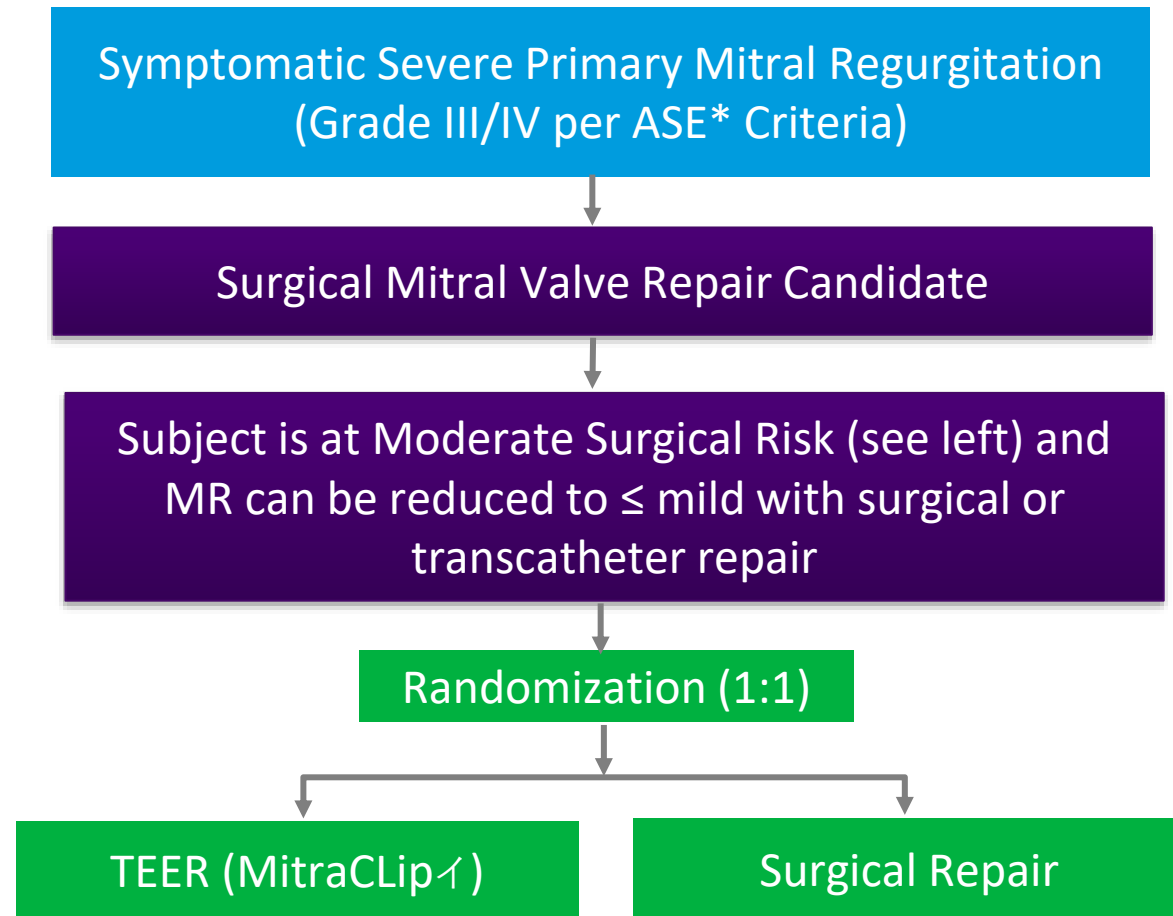 Symptomatic Severe Primary Mitral Regurgitation
(Grade III/IV per ASE* Criteria)
Surgical Mitral Valve Repair Candidate
Subject is at Moderate Surgical Risk (see left) and
MR can be reduced to ≤ mild with surgical or
transcatheter repair
Randomization (1:1)
TEER (MitraCLipイ)
Surgical Repair